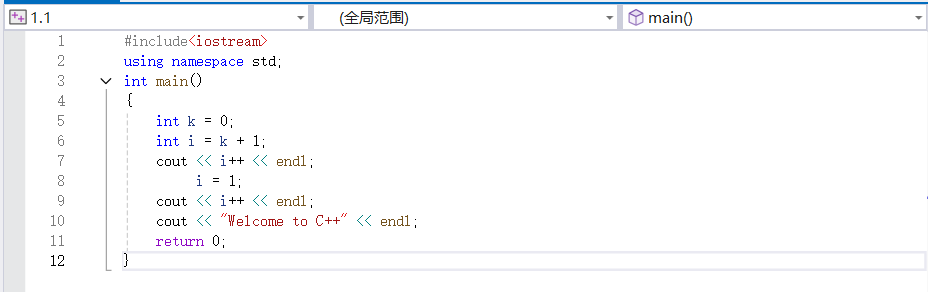 1.1 (全局范围) main()
1 #include<iostream>
2 using namespace std;
3 int main()
4 {
5 int k = 0;
6 int i = k + 1;
7 cout << i++ << endl;
8 i = 1;
9 cout << i++ << endl;
10 cout << "Welcome to C++" << endl;
11 return 0;
12 }